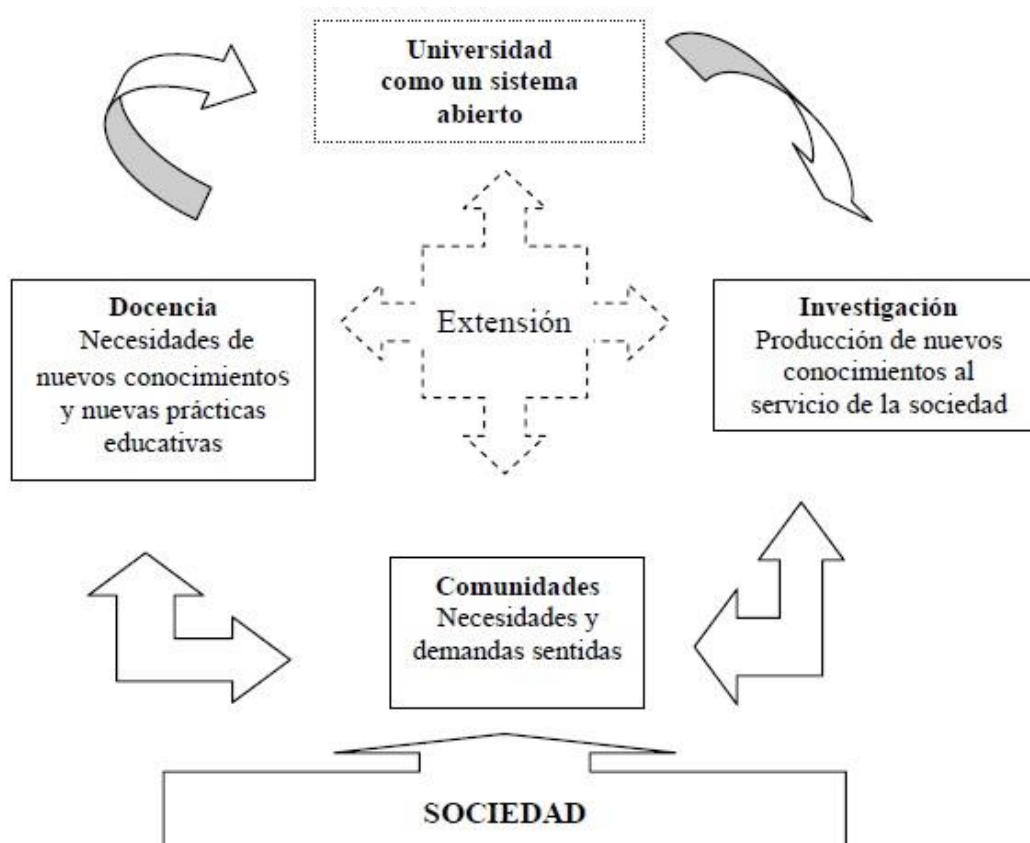 Universidad
como un sistema
abierto
Docencia
Necesidades de
nuevos conocimientos
y nuevas prácticas
educativas
Extensión
Investigación
Producción de nuevos
conocimientos al
servicio de la sociedad
Comunidades
Necesidades y
demandas sentidas
SOCIEDAD